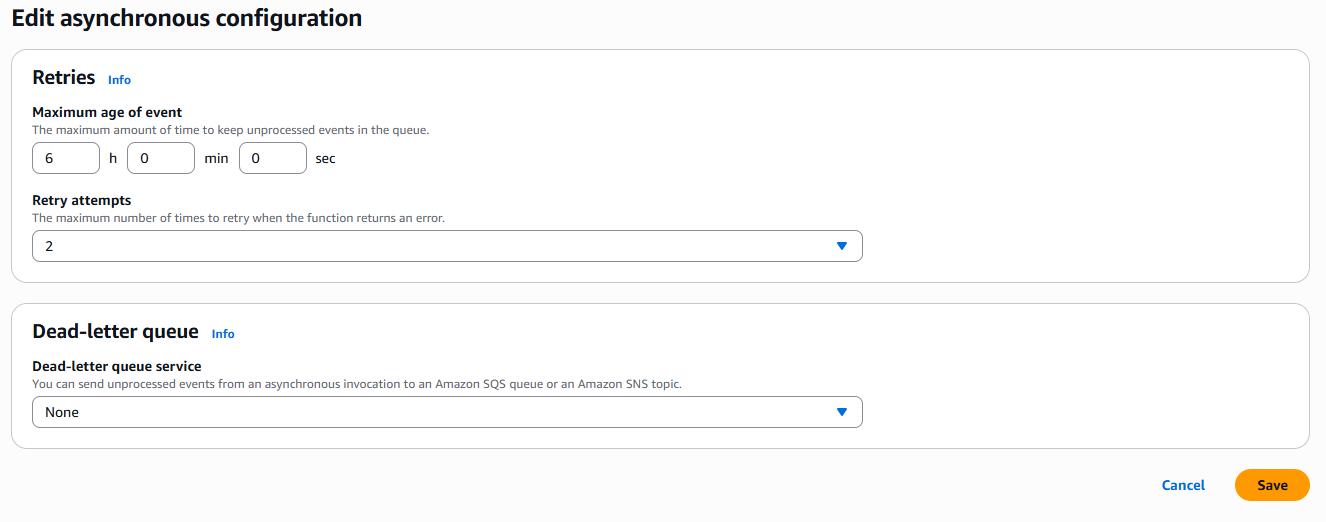 Edit asynchronous configuration
Retries Info
Maximum age of event
The maximum amount of time to keep unprocessed events in the queue.
6 h 0 min 0 sec
Retry attempts
The maximum number of times to retry when the function returns an error.
2
Dead-letter queue Info
Dead-letter queue service
You can send unprocessed events from an asynchronous invocation to an Amazon SQS queue or an Amazon SNS topic.
None
Cancel Save